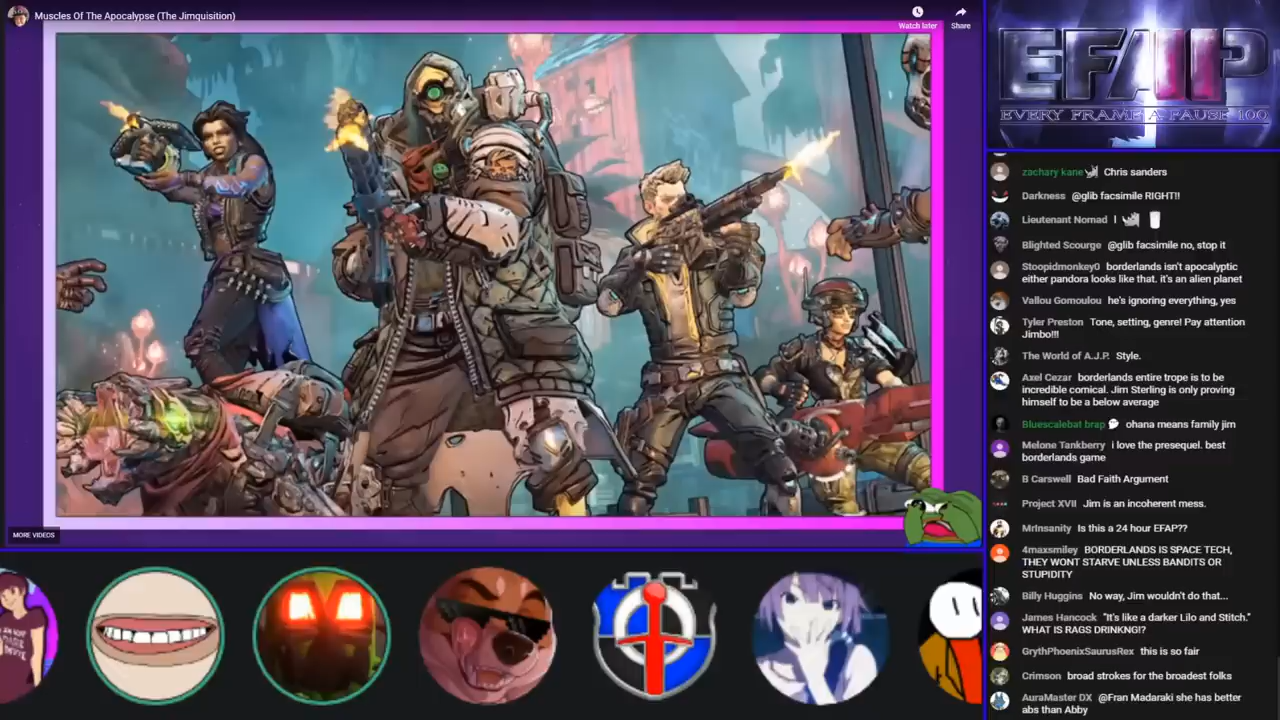 Muscles Of The Apocalypse (The Jimquisition)
Watch later
Share
MORE VIDEOS
EFAP
EVERY FRAME A PAUSE 100
zachary kane Chris sanders
Darkness @glib facsimile RIGHT!!
Lieutenant Nomad I
Blighted Scourge @glib facsimile no, stop it
Stoopidmonkey0 borderlands isn't apocalyptic
either pandora looks like that. it's an alien planet
Vallou Gomoulou he's ignoring everything, yes
Tyler Preston Tone, setting, genre! Pay attention
Jimbo!!!
The World of A.J.P. Style.
Axel Cezar borderlands entire trope is to be
incredible comical. Jim Sterling is only proving
himself to be a below average
Bluescalebat brap ohana means family jim
Melone Tankberry i love the presequel. best
borderlands game
B Carswell Bad Faith Argument
Project XVII Jim is an incoherent mess.
MrInsanity Is this a 24 hour EFAP??
4maxsmiley BORDERLANDS IS SPACE TECH,
THEY WONT STARVE UNLESS BANDITS OR
STUPIDITY
Billy Huggins No way, Jim wouldn't do that...
James Hancock "It's like a darker Lilo and Stitch."
WHAT IS RAGS DRINKNG!?
GrythPhoenixSaurusRex this is so fair
Crimson broad strokes for the broadest folks
AuraMaster DX @Fran Madaraki she has better
abs than Abby